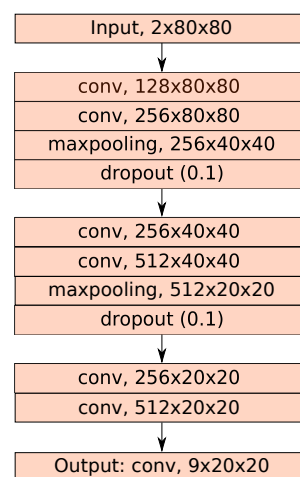 Input, 2x80x80
conv, 128x80x80
conv, 256x80x80
maxpooling, 256x40x40
dropout (0.1)
conv, 256x40x40
conv, 512x40x40
maxpooling, 512x20x20
dropout (0.1)
conv, 256x20x20
conv, 512x20x20
Output: conv, 9x20x20